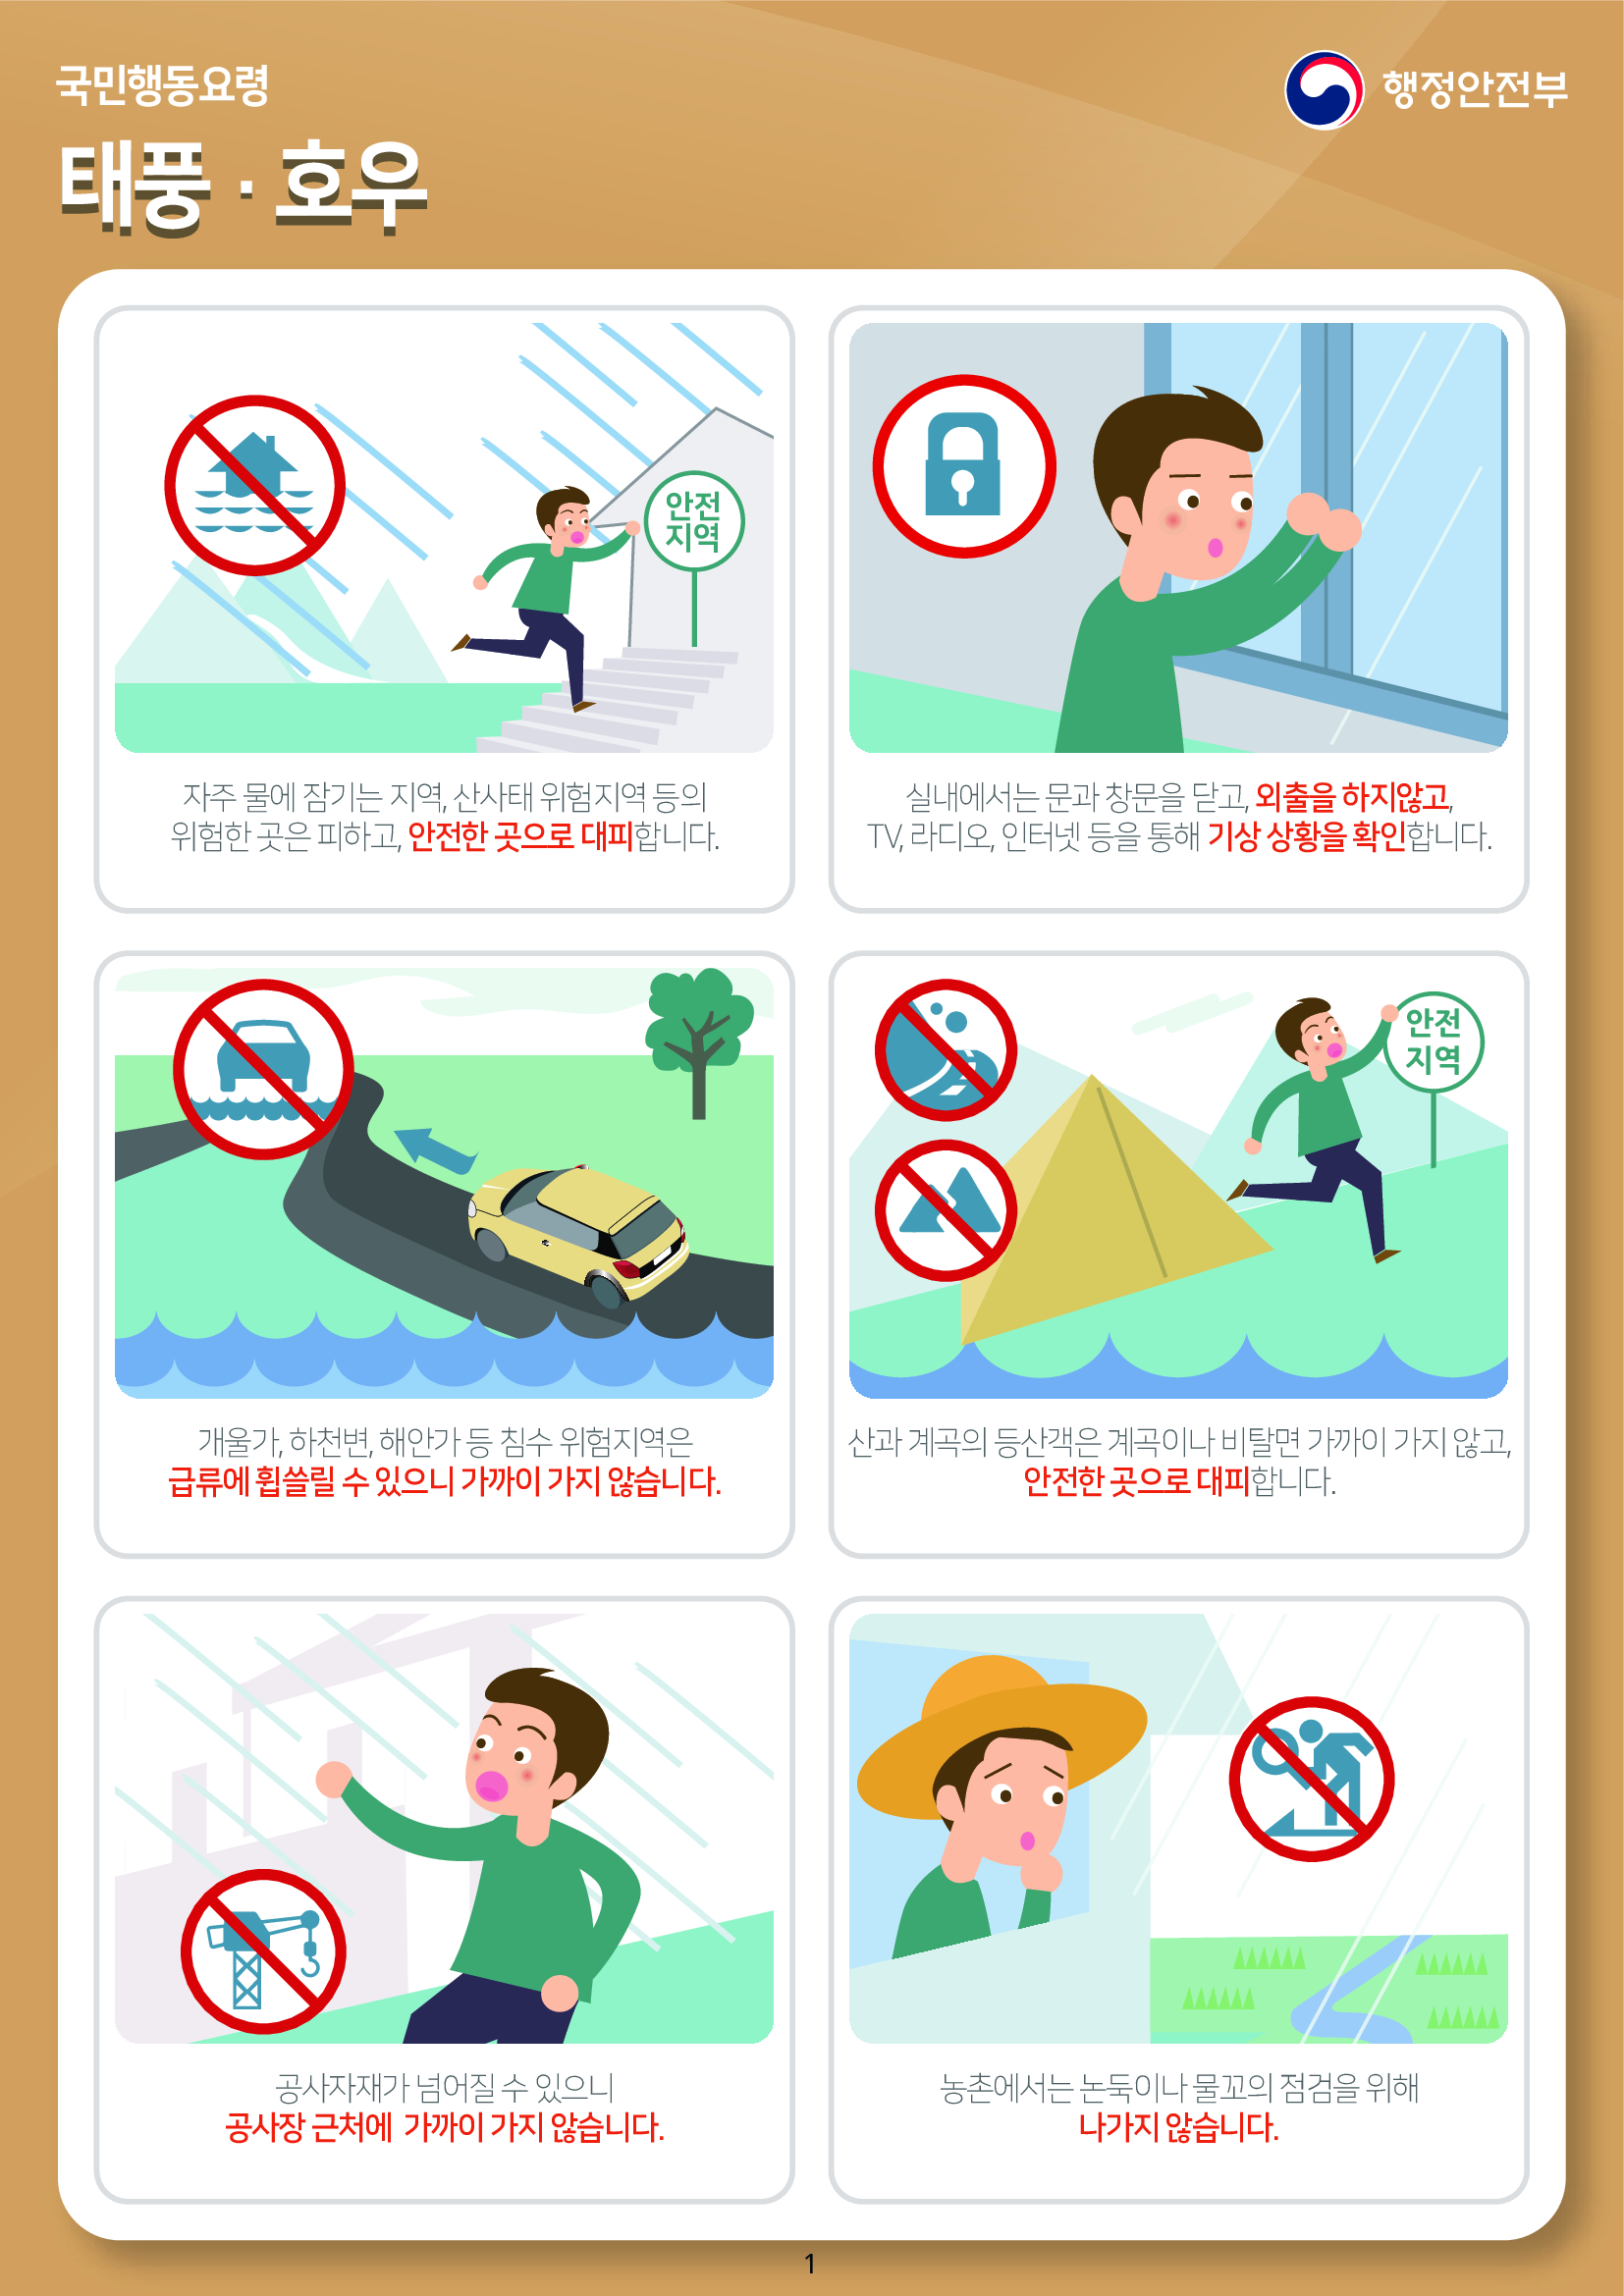 국민행동요령
행정안전부
태풍 · 호우
안전
지역
자주 물에 잠기는 지역, 산사태 위험지역 등의
위험한 곳은 피하고, 안전한 곳으로 대피합니다.
실내에서는 문과 창문을 닫고, 외출을 하지않고,
TV, 라디오, 인터넷 등을 통해 기상 상황을 확인합니다.
개울가, 하천변, 해안가 등 침수 위험지역은
급류에 휩쓸릴 수 있으니 가까이 가지 않습니다.
안전
지역
산과 계곡의 등산객은 계곡이나 비탈면 가까이 가지 않고,
안전한 곳으로 대피합니다.
공사자재가 넘어질 수 있으니
공사장 근처에 가까이 가지 않습니다.
농촌에서는 논둑이나 물꼬의 점검을 위해
나가지 않습니다.
1